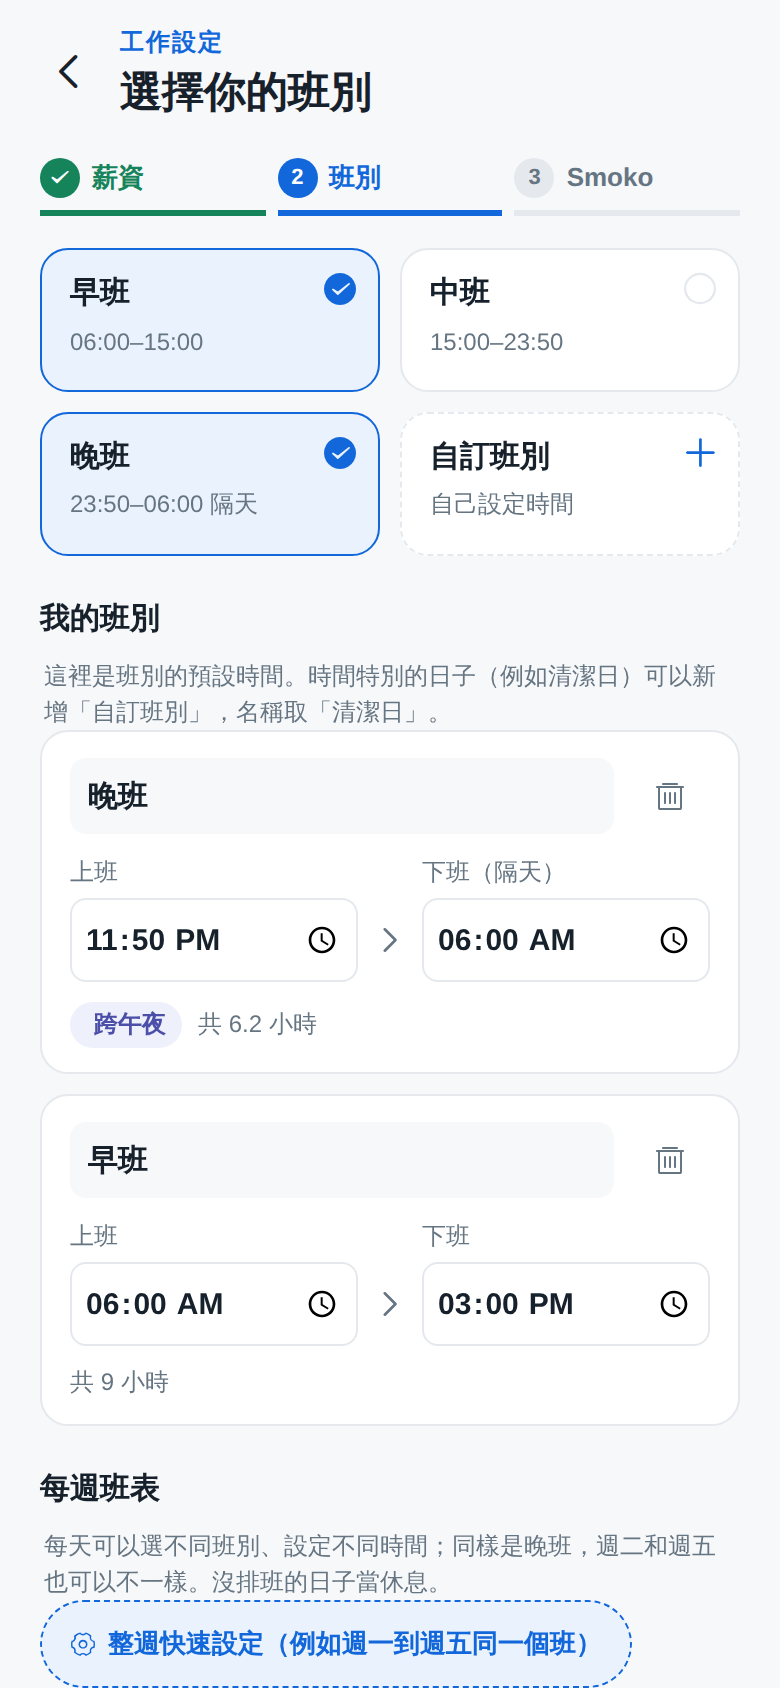 工作設定
選擇你的班別
薪資
2 班別
3 Smoko
早班
06:00–15:00
中班
15:00–23:50
晚班
23:50–06:00 隔天
自訂班別
自己設定時間
我的班別
這裡是班別的預設時間。時間特別的日子（例如清潔日）可以新
增「自訂班別」，名稱取「清潔日」。
晚班
上班
下班（隔天）
11:50 PM
06:00 AM
跨午夜 共 6.2 小時
早班
上班
下班
06:00 AM
03:00 PM
共 9 小時
每週班表
每天可以選不同班別、設定不同時間；同樣是晚班，週二和週五
也可以不一樣。沒排班的日子當休息。
整週快速設定（例如週一到週五同一個班）